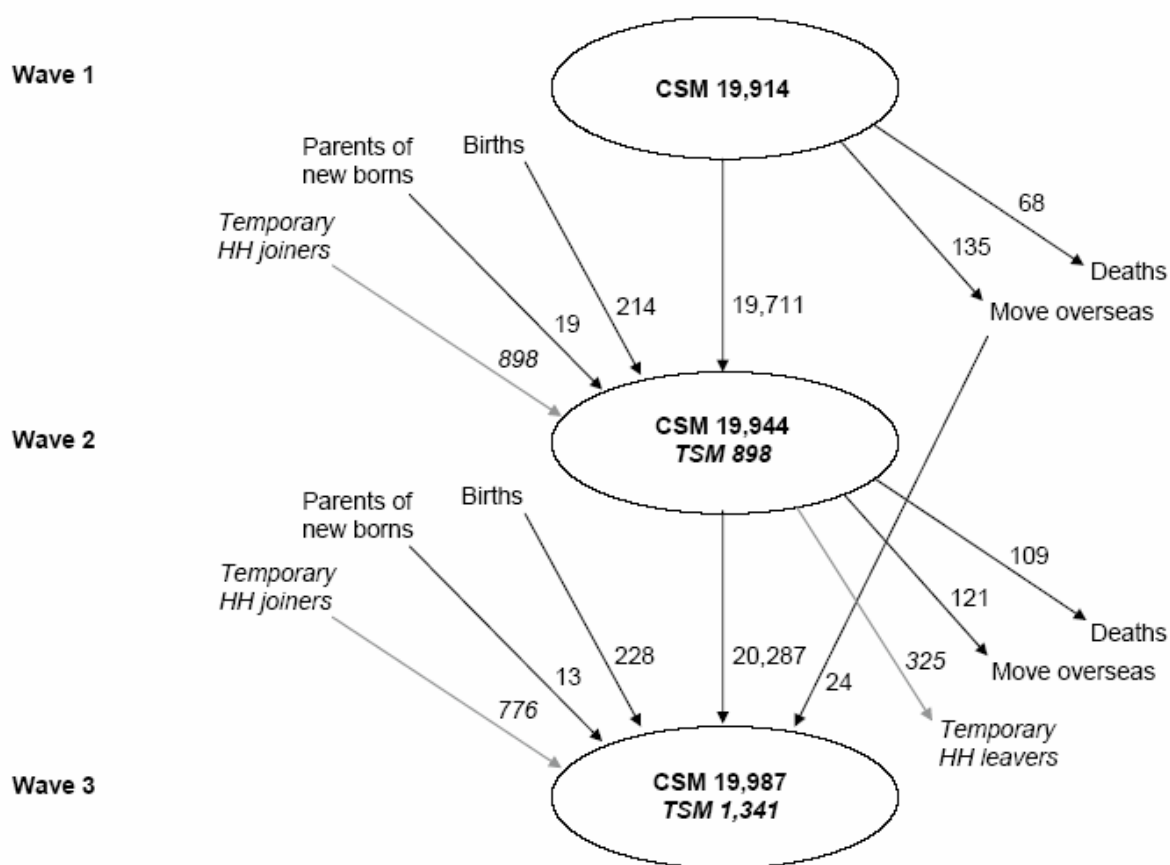 Wave 1
CSM 19,914
Parents of
new borns
Births
Temporary
HH joiners
68
135
Deaths
Move overseas
19,711
214
19
898
Wave 2
CSM 19,944
TSM 898
Parents of
new borns
Births
Temporary
HH joiners
109
121
Deaths
Move overseas
325
24
20,287
228
13
776
Temporary
HH leavers
Wave 3
CSM 19,987
TSM 1,341